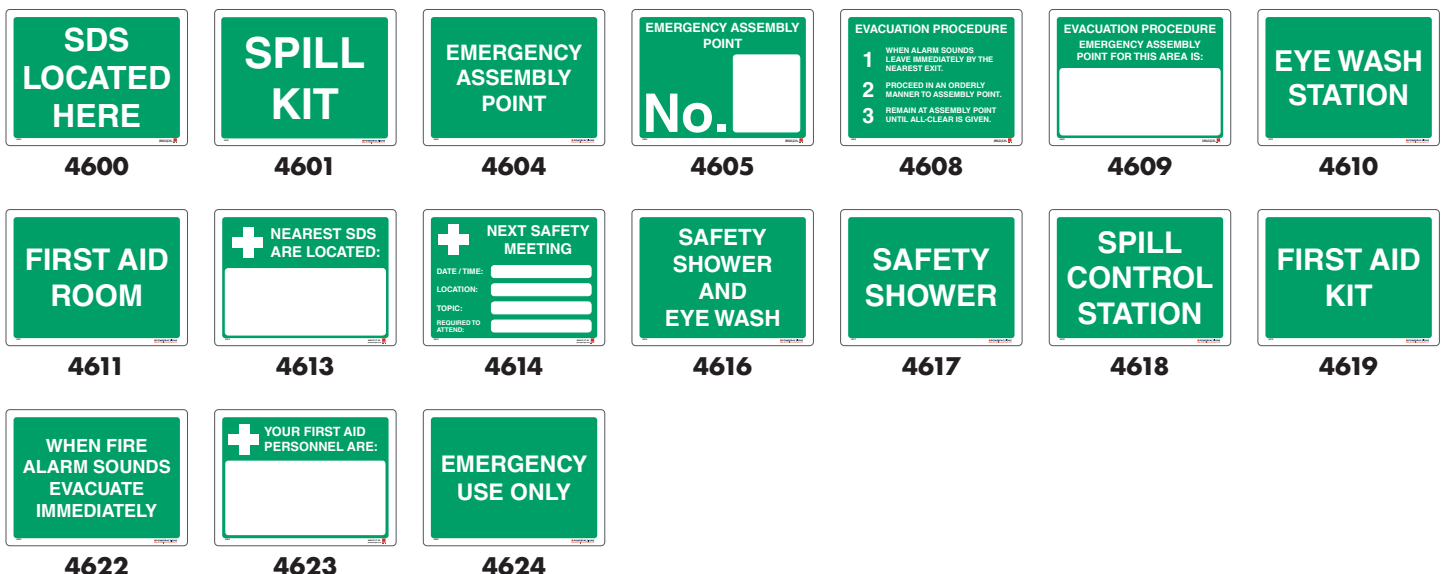 SDS
LOCATED
HERE
4600
SPILL
KIT
4601
EMERGENCY
ASSEMBLY
POINT
4604
EMERGENCY ASSEMBLY
POINT
No.
4605
EVACUATION PROCEDURE
1 WHEN ALARM SOUNDS
LEAVE IMMEDIATELY BY THE
NEAREST EXIT.
2 PROCEED IN AN ORDERLY
MANNER TO ASSEMBLY POINT.
3 REMAIN AT ASSEMBLY POINT
UNTIL ALL-CLEAR IS GIVEN.
4608
EVACUATION PROCEDURE
EMERGENCY ASSEMBLY
POINT FOR THIS AREA IS:
4609
EYE WASH
STATION
4610
FIRST AID
ROOM
4611
NEAREST SDS
ARE LOCATED:
4613
NEXT SAFETY
MEETING
DATE / TIME:
LOCATION:
TOPIC:
REQUIRED TO
ATTEND:
4614
SAFETY
SHOWER
AND
EYE WASH
4616
SAFETY
SHOWER
4617
SPILL
CONTROL
STATION
4618
FIRST AID
KIT
4619
WHEN FIRE
ALARM SOUNDS
EVACUATE
IMMEDIATELY
4622
YOUR FIRST AID
PERSONNEL ARE:
4623
EMERGENCY
USE ONLY
4624